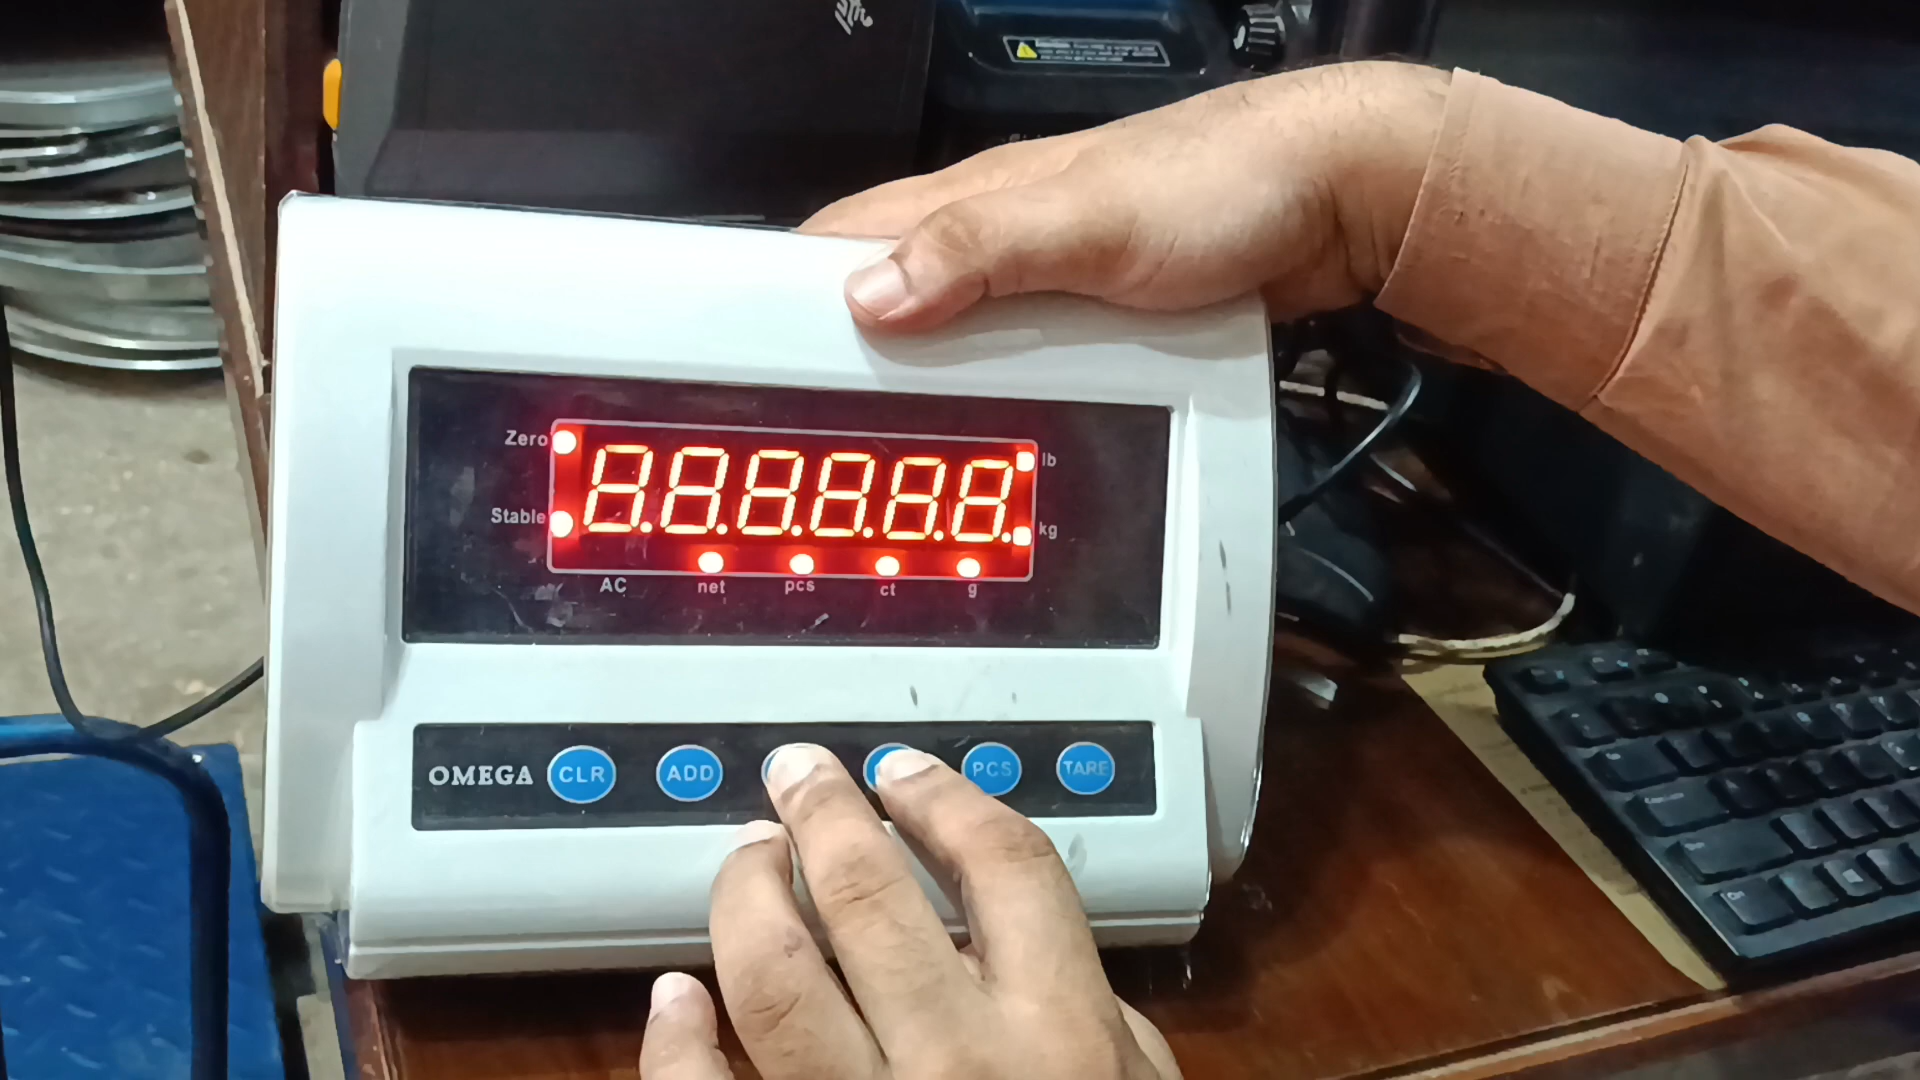 Zero
8.8.8.8.8.8.
lb
Stable
kg
AC
net
pcs
ct
g
OMEGA
CLR
ADD
PCS
TARE